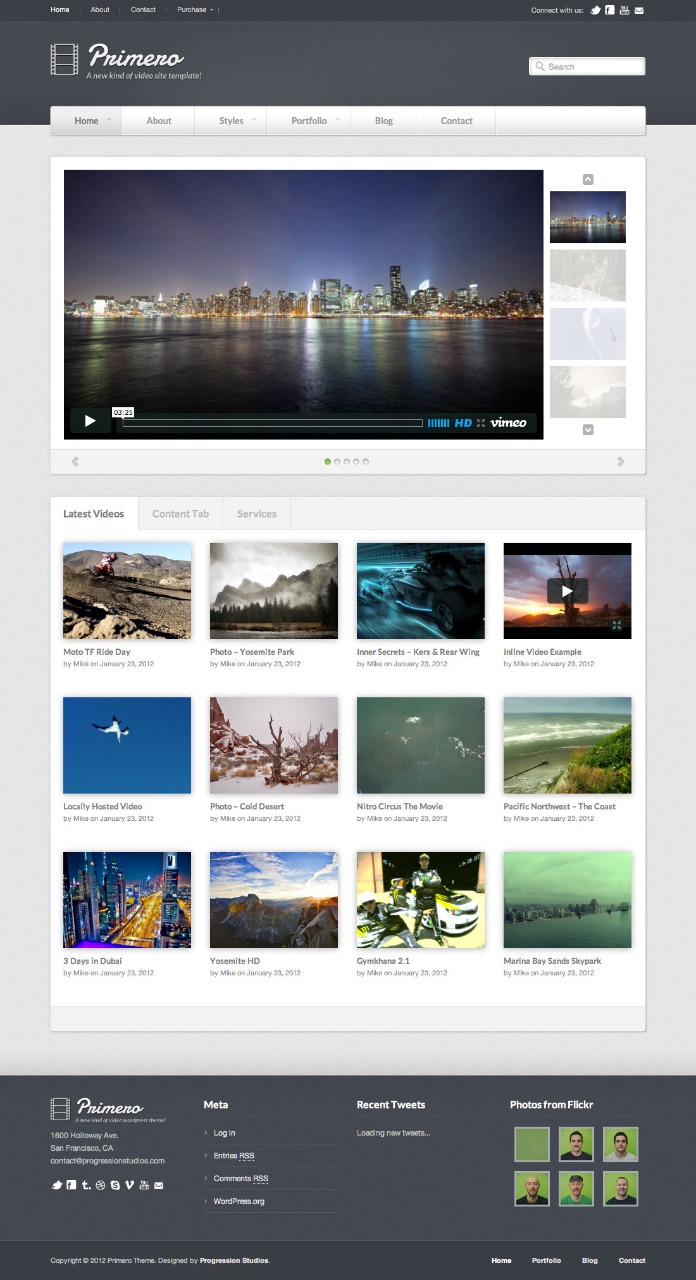 Home About Contact Purchase Connect with us:
Primero
A new kind of video site template!
Search
Home About Styles Portfolio Blog Contact
03:25
HD vimeo
Latest Videos Content Tab Services
Moto TF Ride Day
by Mike on January 23, 2012
Photo – Yosemite Park
by Mike on January 23, 2012
Inner Secrets – Kers & Rear Wing
by Mike on January 23, 2012
Inline Video Example
by Mike on January 23, 2012
Locally Hosted Video
by Mike on January 23, 2012
Photo – Cold Desert
by Mike on January 23, 2012
Nitro Circus The Movie
by Mike on January 23, 2012
Pacific Northwest – The Coast
by Mike on January 23, 2012
3 Days in Dubai
by Mike on January 23, 2012
Yosemite HD
by Mike on January 23, 2012
Gymkhana 2.1
by Mike on January 23, 2012
Marina Bay Sands Skypark
by Mike on January 23, 2012
Primero
A new kind of video wordpress theme!
1600 Holloway Ave.
San Francisco, CA
contact@progressionstudios.com
Meta
Log in
Entries RSS
Comments RSS
WordPress.org
Recent Tweets
Loading new tweets...
Photos from Flickr
Copyright © 2012 Primero Theme. Designed by Progression Studios.
Home Portfolio Blog Contact